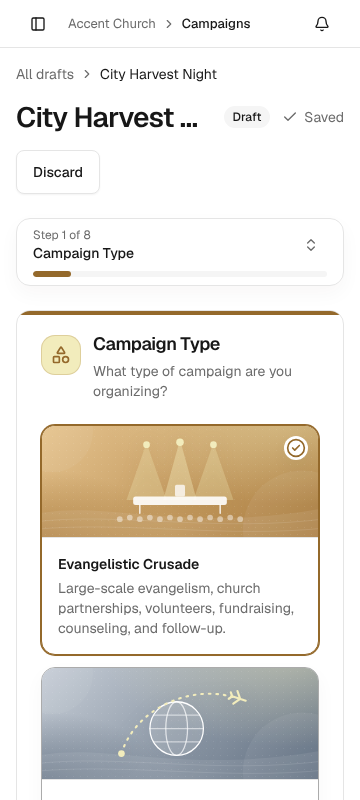 Accent Church > Campaigns
All drafts > City Harvest Night
City Harvest ...
Draft
Saved
Discard
Step 1 of 8
Campaign Type
Campaign Type
What type of campaign are you
organizing?
Evangelistic Crusade
Large-scale evangelism, church
partnerships, volunteers, fundraising,
counseling, and follow-up.